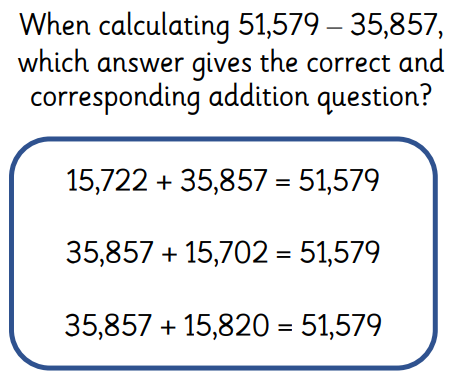 When calculating 51,579 – 35,857,
which answer gives the correct and
corresponding addition question?
15,722 + 35,857 = 51,579
35,857 + 15,702 = 51,579
35,857 + 15,820 = 51,579